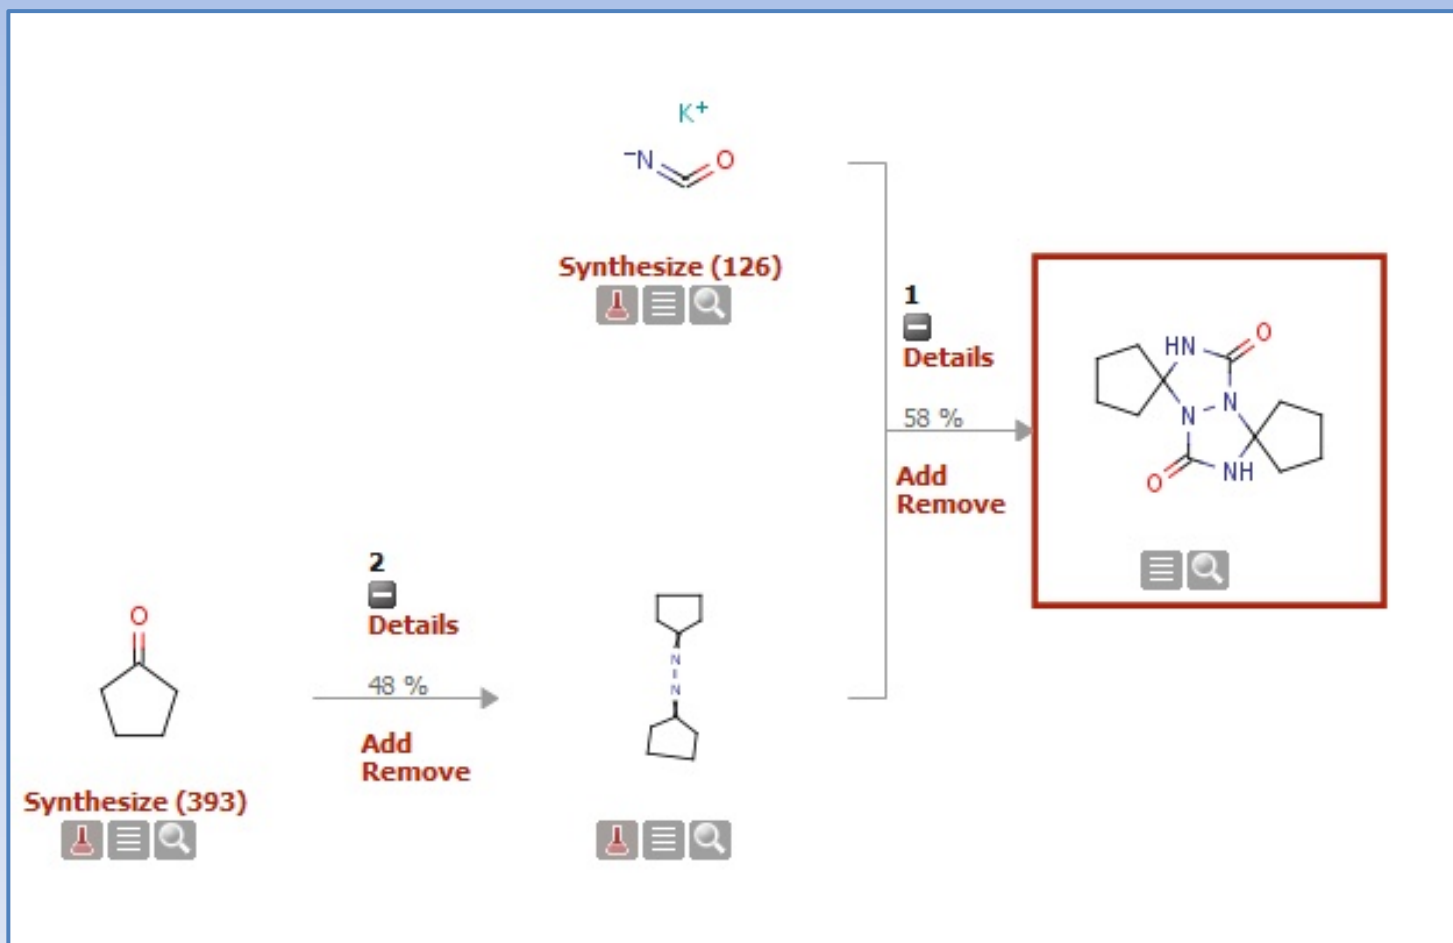 K+
−N
O
Synthesize (126)
1
Details
58 %
Add
Remove
HN
O
N
N
O
NH
2
Details
48 %
Add
Remove
O
Synthesize (393)
N
N